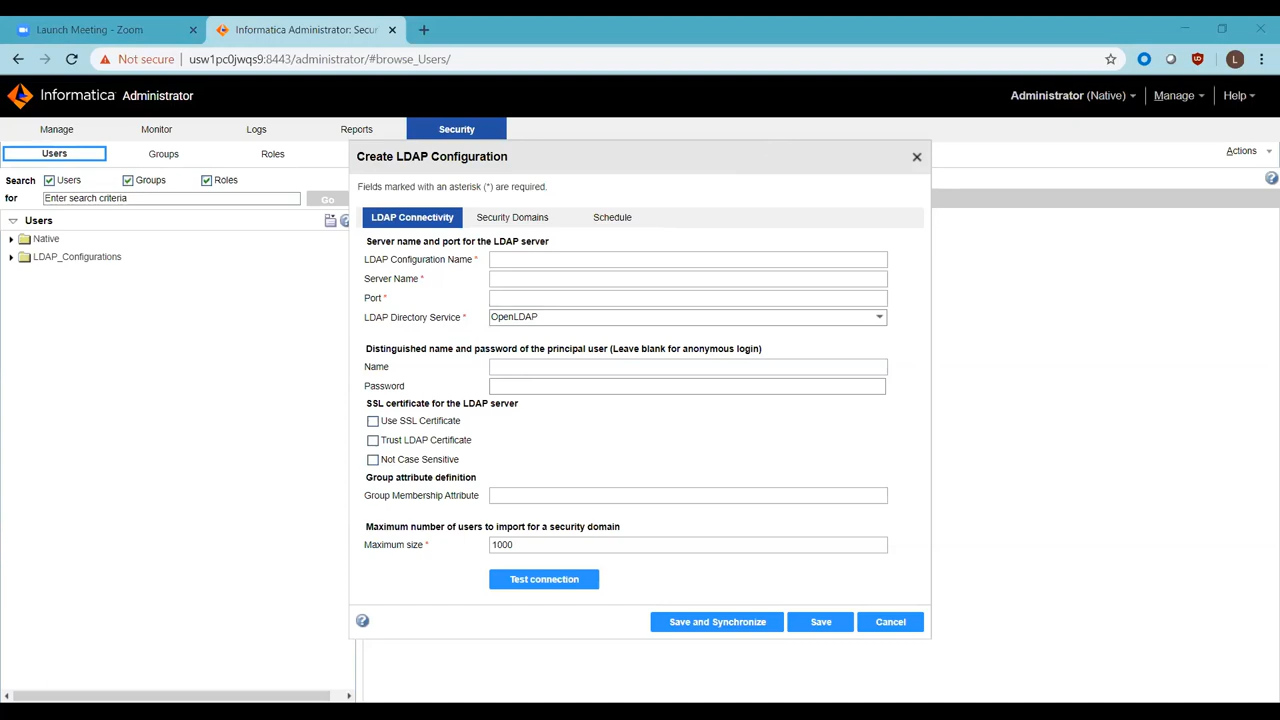 Launch Meeting - Zoom
Informatica Administrator: Secur
Not secure usw1pc0jwqs9:8443/administrator/#browse_Users/
L
Informatica Administrator
Administrator (Native) Manage Help
Manage Monitor Logs Reports Security
Users Groups Roles
Actions
Search Users Groups Roles
for Enter search criteria Go
Users
Native
LDAP_Configurations
Create LDAP Configuration
Fields marked with an asterisk (*) are required.
LDAP Connectivity Security Domains Schedule
Server name and port for the LDAP server
LDAP Configuration Name *
Server Name *
Port *
LDAP Directory Service * OpenLDAP
Distinguished name and password of the principal user (Leave blank for anonymous login)
Name
Password
SSL certificate for the LDAP server
Use SSL Certificate
Trust LDAP Certificate
Not Case Sensitive
Group attribute definition
Group Membership Attribute
Maximum number of users to import for a security domain
Maximum size * 1000
Test connection
Save and Synchronize Save Cancel